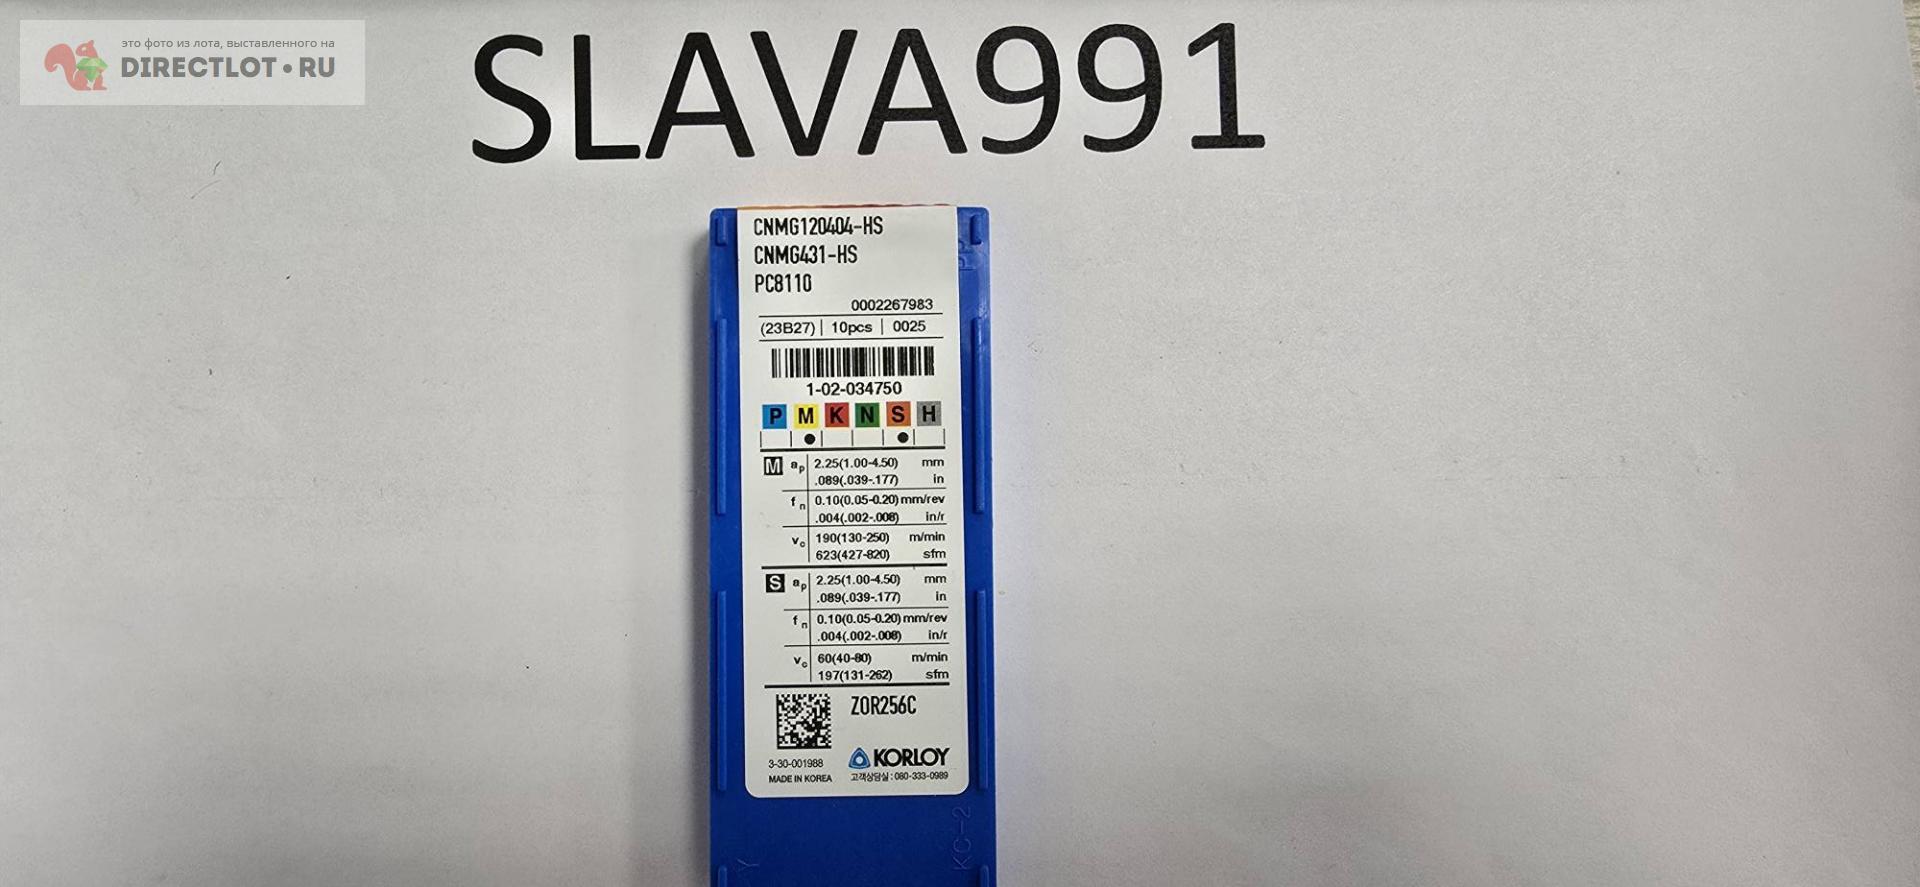 это фото из лота, выставленного на
DIRECTLOT•RU
SLAVA991
CNMG120404-HS
CNMG431-HS
PC8110
0002267983
(23B27) | 10pcs | 0025
1-02-034750
P M K N S H
M ap 2.25(1.00-4.50) mm
.089(.039-.177) in
fn 0.10(0.05-0.20) mm/rev
.004(.002-.008) in/r
vc 190(130-250) m/min
623(427-820) sfm
S ap 2.25(1.00-4.50) mm
.089(.039-.177) in
fn 0.10(0.05-0.20) mm/rev
.004(.002-.008) in/r
vc 60(40-80) m/min
197(131-262) sfm
ZOR256C
KORLOY
3-30-001988
MADE IN KOREA
고객상담실 : 080-333-0989
KC-2
Y